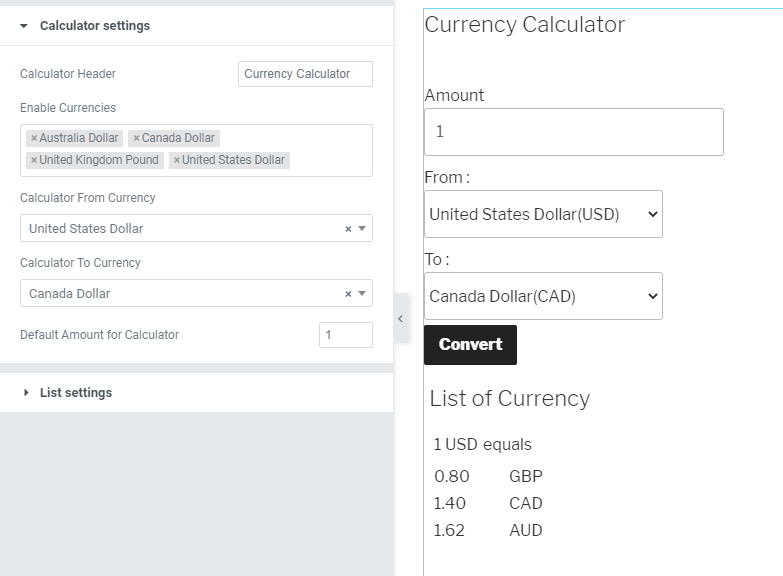 Calculator settings
Calculator Header
Currency Calculator
Enable Currencies
×Australia Dollar ×Canada Dollar
×United Kingdom Pound ×United States Dollar
Calculator From Currency
United States Dollar ×
Calculator To Currency
Canada Dollar ×
Default Amount for Calculator
1
List settings
Currency Calculator
Amount
1
From :
United States Dollar(USD)
To :
Canada Dollar(CAD)
Convert
List of Currency
1 USD equals
0.80 GBP
1.40 CAD
1.62 AUD